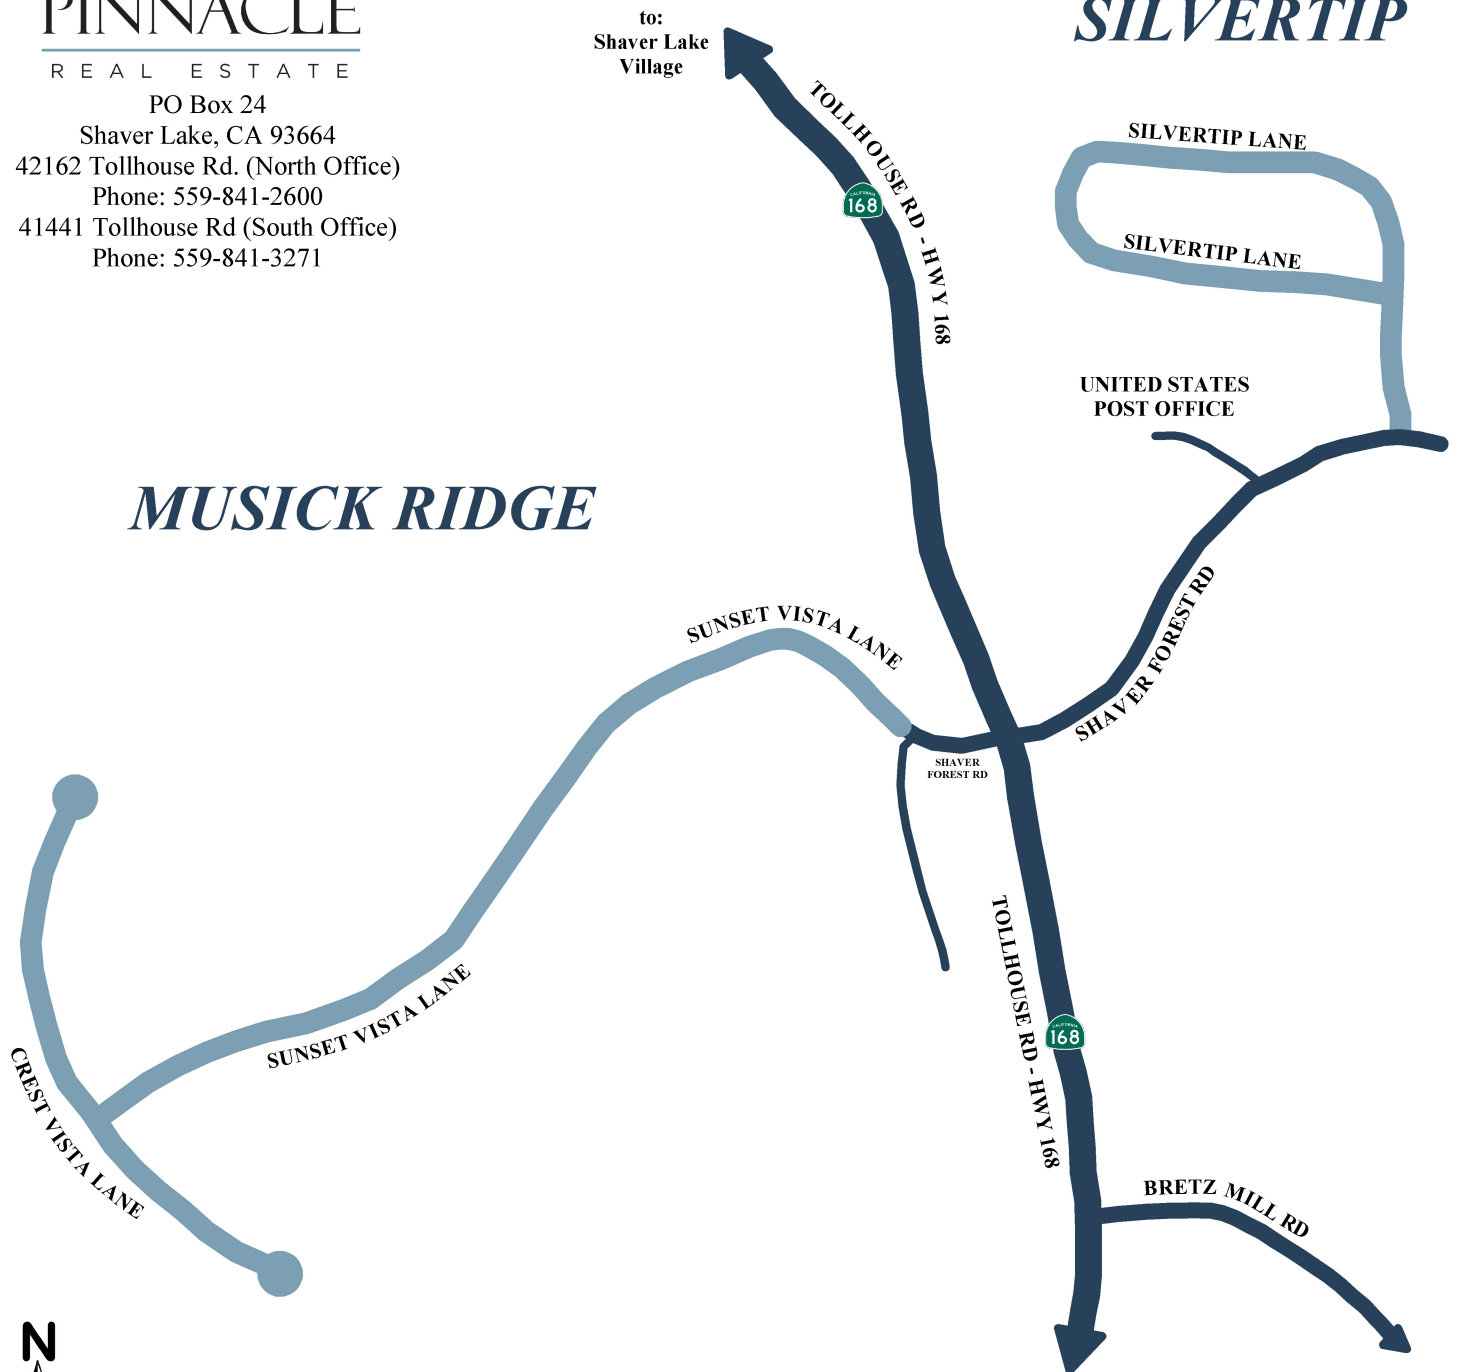 PINNACLE
REAL ESTATE
PO Box 24
Shaver Lake, CA 93664
42162 Tollhouse Rd. (North Office)
Phone: 559-841-2600
41441 Tollhouse Rd (South Office)
Phone: 559-841-3271
to:
Shaver Lake
Village
SILVERTIP
TOLLHOUSE RD - HWY 168
CALIFORNIA
168
SILVERTIP LANE
SILVERTIP LANE
UNITED STATES
POST OFFICE
MUSICK RIDGE
SUNSET VISTA LANE
SHAVER FOREST RD
SHAVER
FOREST RD
SUNSET VISTA LANE
CREST VISTA LANE
TOLLHOUSE RD - HWY 168
CALIFORNIA
168
BRETZ MILL RD
N